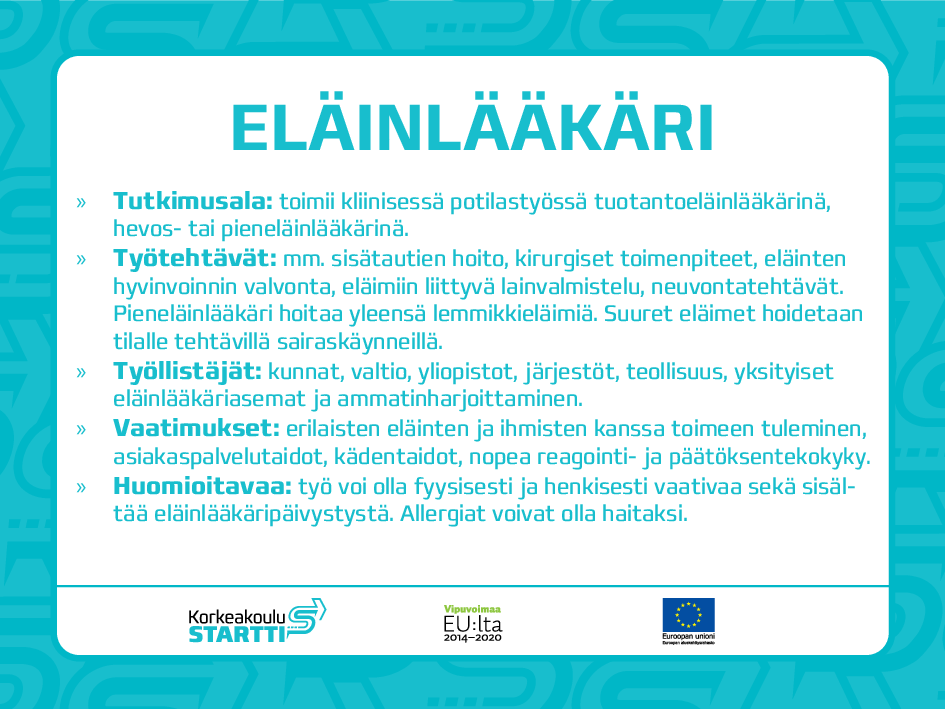 ELÄINLÄÄKÄRI
» Tutkimusala: toimii kliinisessä potilastyössä tuotantoeläinlääkärinä,
hevos- tai pieneläinlääkärinä.
» Työtehtävät: mm. sisätautien hoito, kirurgiset toimenpiteet, eläinten
hyvinvoinnin valvonta, eläimiin liittyvä lainvalmistelu, neuvontatehtävät.
Pieneläinlääkäri hoitaa yleensä lemmikkieläimiä. Suuret eläimet hoidetaan
tilalle tehtävillä sairaskäynneillä.
» Työllistäjät: kunnat, valtio, yliopistot, järjestöt, teollisuus, yksityiset
eläinlääkäriasemat ja ammatinharjoittaminen.
» Vaatimukset: erilaisten eläinten ja ihmisten kanssa toimeen tuleminen,
asiakaspalvelutaidot, kädentaidot, nopea reagointi- ja päätöksentekokyky.
» Huomioitavaa: työ voi olla fyysisesti ja henkisesti vaativaa sekä sisäl-
tää eläinlääkäripäivystystä. Allergiat voivat olla haitaksi.
Korkeakoulu
STARTTI
Vipuvoimaa
EU:lta
2014–2020
Euroopan unioni
Euroopan aluekehitysrahasto